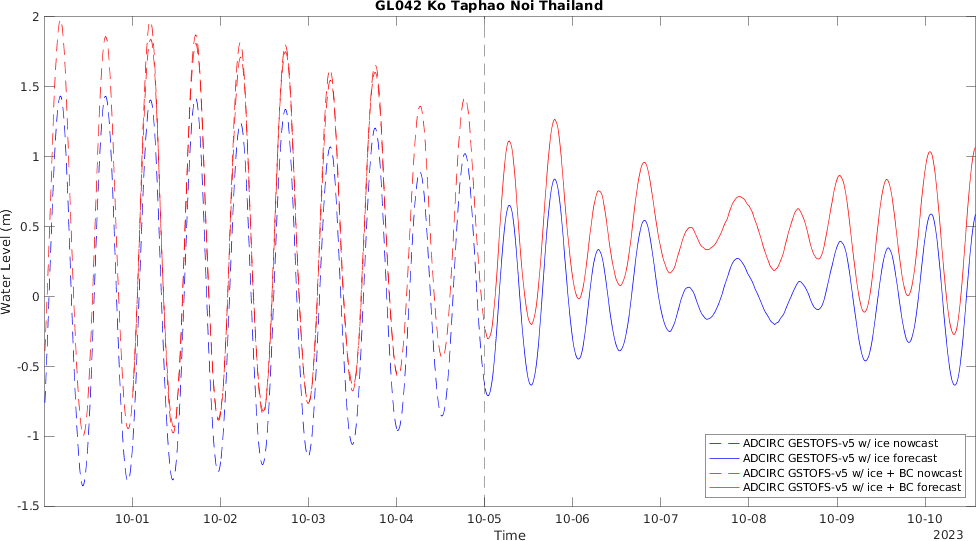 GL042 Ko Taphao Noi Thailand
2
1.5
1
0.5
0
-0.5
-1
-1.5
Water Level (m)
10-01 10-02 10-03 10-04 10-05 10-06 10-07 10-08 10-09 10-10
Time
2023
ADCIRC GESTOFS-v5 w/ ice nowcast
ADCIRC GESTOFS-v5 w/ ice forecast
ADCIRC GSTOFS-v5 w/ ice + BC nowcast
ADCIRC GSTOFS-v5 w/ ice + BC forecast